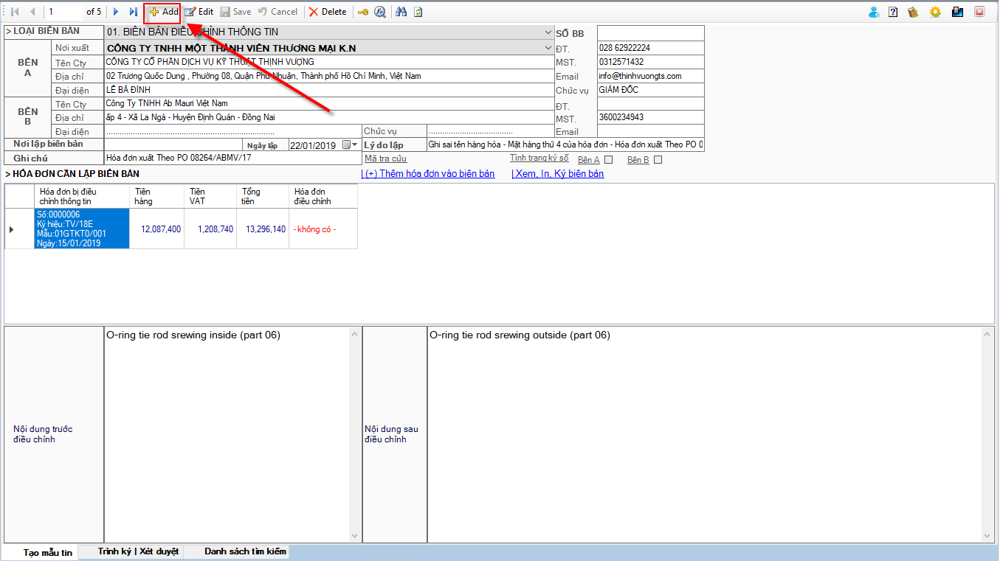 1 of 5 Add Edit Save Cancel Delete
> LOẠI BIÊN BẢN 01. BIÊN BẢN ĐIỀU CHỈNH THÔNG TIN SỐ BB
BÊN A
Nơi xuất CÔNG TY TNHH MỘT THÀNH VIÊN THƯƠNG MẠI K.N ĐT. 028 62922224
Tên Cty CÔNG TY CỔ PHẦN DỊCH VỤ KỸ THUẬT THỊNH VƯỢNG MST. 0312571432
Địa chỉ 02 Trương Quốc Dung , Phường 08, Quận Phú Nhuận, Thành phố Hồ Chí Minh, Việt Nam Email info@thinhvuongts.com
Đại diện LÊ BÁ ĐÌNH Chức vụ GIÁM ĐỐC
BÊN B
Tên Cty Công Ty TNHH Ab Mauri Việt Nam ĐT.
Địa chỉ ấp 4 - Xã La Ngà - Huyện Định Quán - Đồng Nai MST. 3600234943
Đại diện ............................................................................ Chức vụ ...................................... Email
Nơi lập biên bản Ngày lập 22/01/2019 Lý do lập Ghi sai tên hàng hóa - Mặt hàng thứ 4 của hóa đơn - Hóa đơn xuất Theo PO 0
Ghi chú Hóa đơn xuất Theo PO 08264/ABMV/17 Mã tra cứu Tình trạng ký số Bên A Bên B
> HÓA ĐƠN CẦN LẬP BIÊN BẢN | (+) Thêm hóa đơn vào biên bản | Xem, In, Ký biên bản
Hóa đơn bị điều chỉnh thông tin
Tiền hàng
Tiền VAT
Tổng tiền
Hóa đơn điều chỉnh
Số:0000006
Ký hiệu:TV/18E
Mẫu:01GTKT0/001
Ngày:15/01/2019
12,087,400 1,208,740 13,296,140 - không có -
Nội dung trước
điều chỉnh
O-ring tie rod srewing inside (part 06)
Nội dung sau
điều chỉnh
O-ring tie rod srewing outside (part 06)
Tạo mẫu tin Trình ký | Xét duyệt Danh sách tìm kiếm